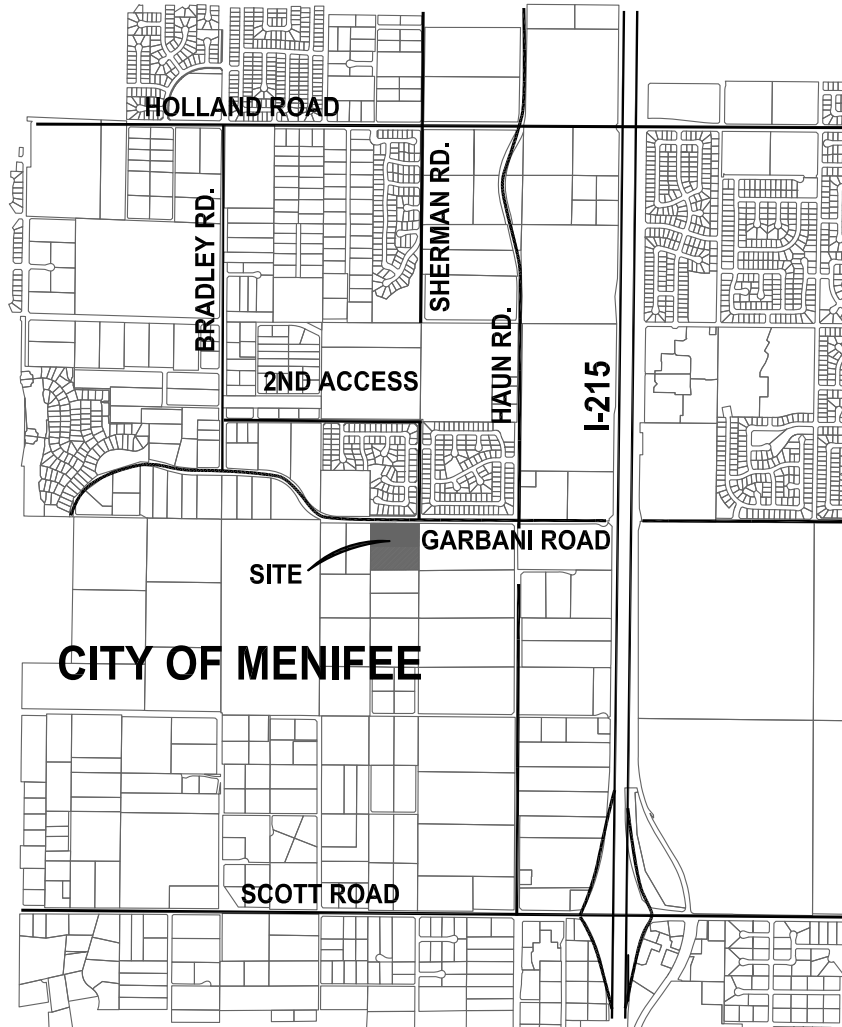 HOLLAND ROAD
BRADLEY RD.
SHERMAN RD.
HAUN RD.
I-215
2ND ACCESS
GARBANI ROAD
SITE
CITY OF MENIFEE
SCOTT ROAD